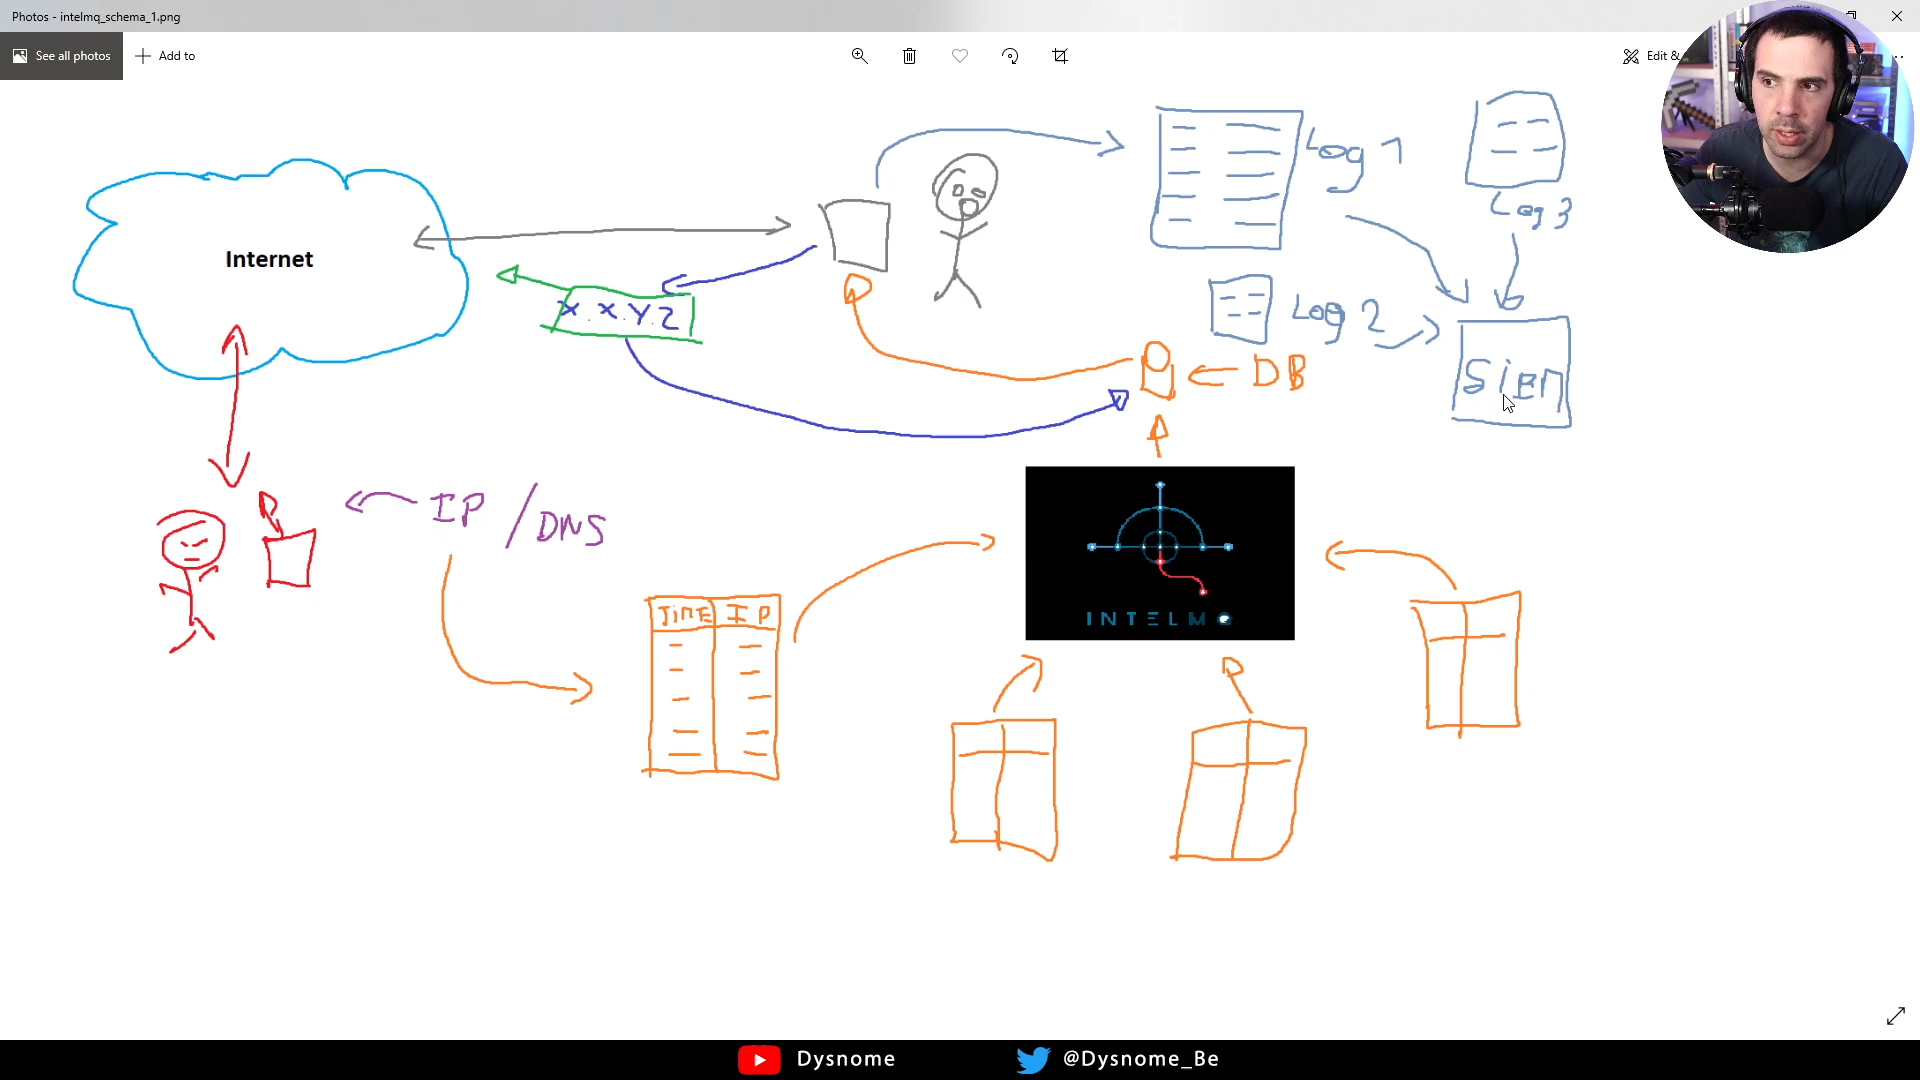 Photos - intelmq_schema_1.png
See all photos
Add to
Edit &
Log 1
Log 3
Internet
X.X.Y.Z
Log 2
DB
SiEM
IP / DNS
TiME IP
INTELMQ
Dysnome
@Dysnome_Be